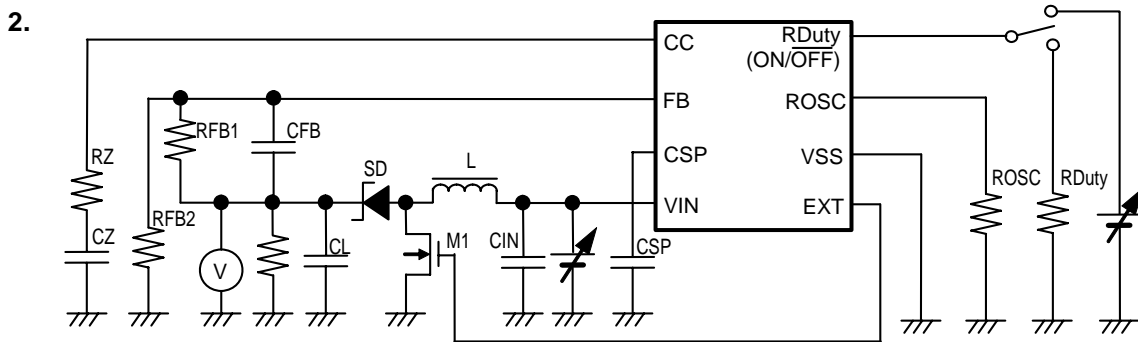 2.
CC
RDuty
(ON/OFF)
FB
ROSC
CSP
VSS
VIN
EXT
RFB1
CFB
RZ
SD
L
ROSC
RDuty
RFB2
CZ
V
CL
M1
CIN
CSP